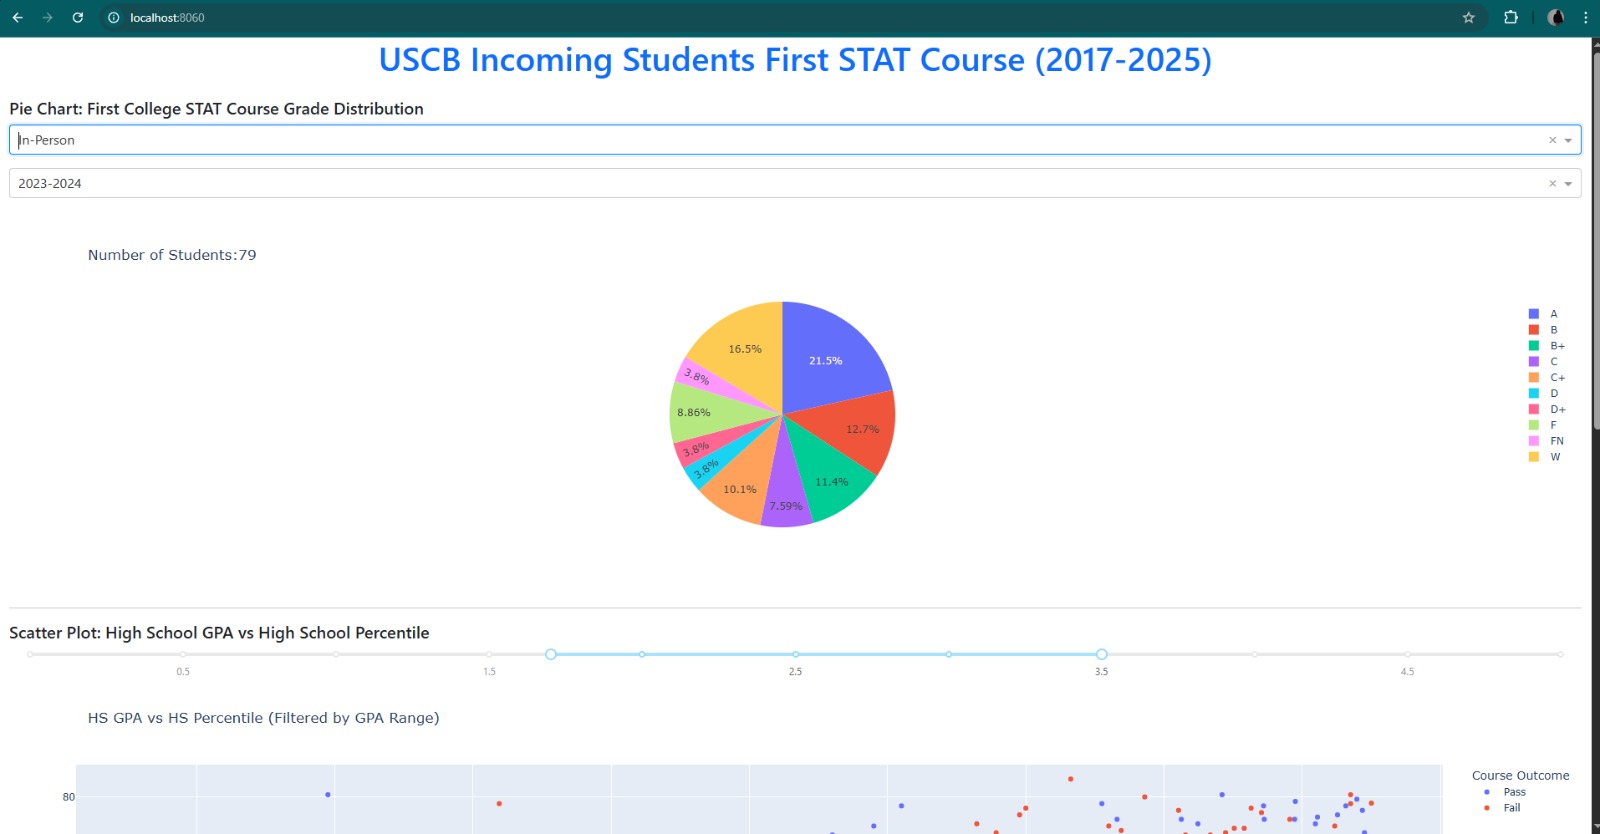 localhost:8060
USCB Incoming Students First STAT Course (2017-2025)
Pie Chart: First College STAT Course Grade Distribution
In-Person
2023-2024
Number of Students:79
16.5%
21.5%
3.8%
8.86%
12.7%
3.8%
3.8%
11.4%
10.1%
7.59%
A
B
B+
C
C+
D
D+
F
FN
W
Scatter Plot: High School GPA vs High School Percentile
0.5
1.5
2.5
3.5
4.5
HS GPA vs HS Percentile (Filtered by GPA Range)
80
Course Outcome
Pass
Fail